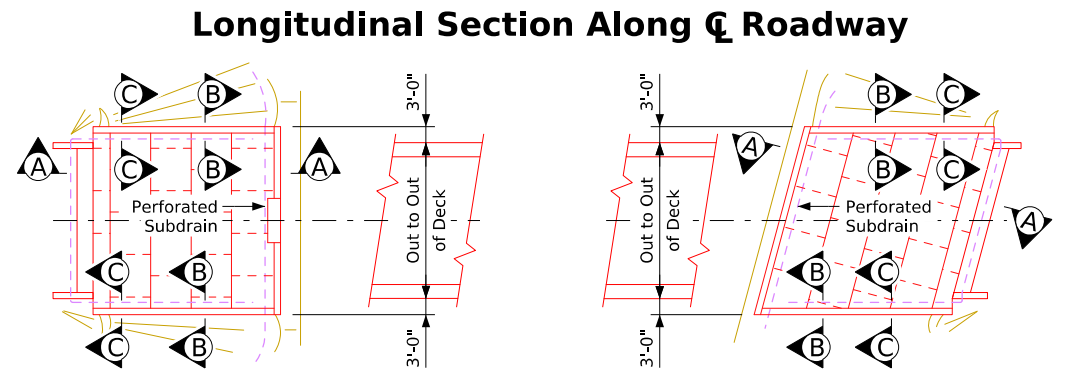 Longitudinal Section Along ℄ Roadway
C B
3'-0"
3'-0"
B C
A A
C B
A
B C
Perforated
Subdrain
Out to Out
of Deck
Out to Out
of Deck
Perforated
Subdrain
A
C B
B C
C B
3'-0"
3'-0"
B C